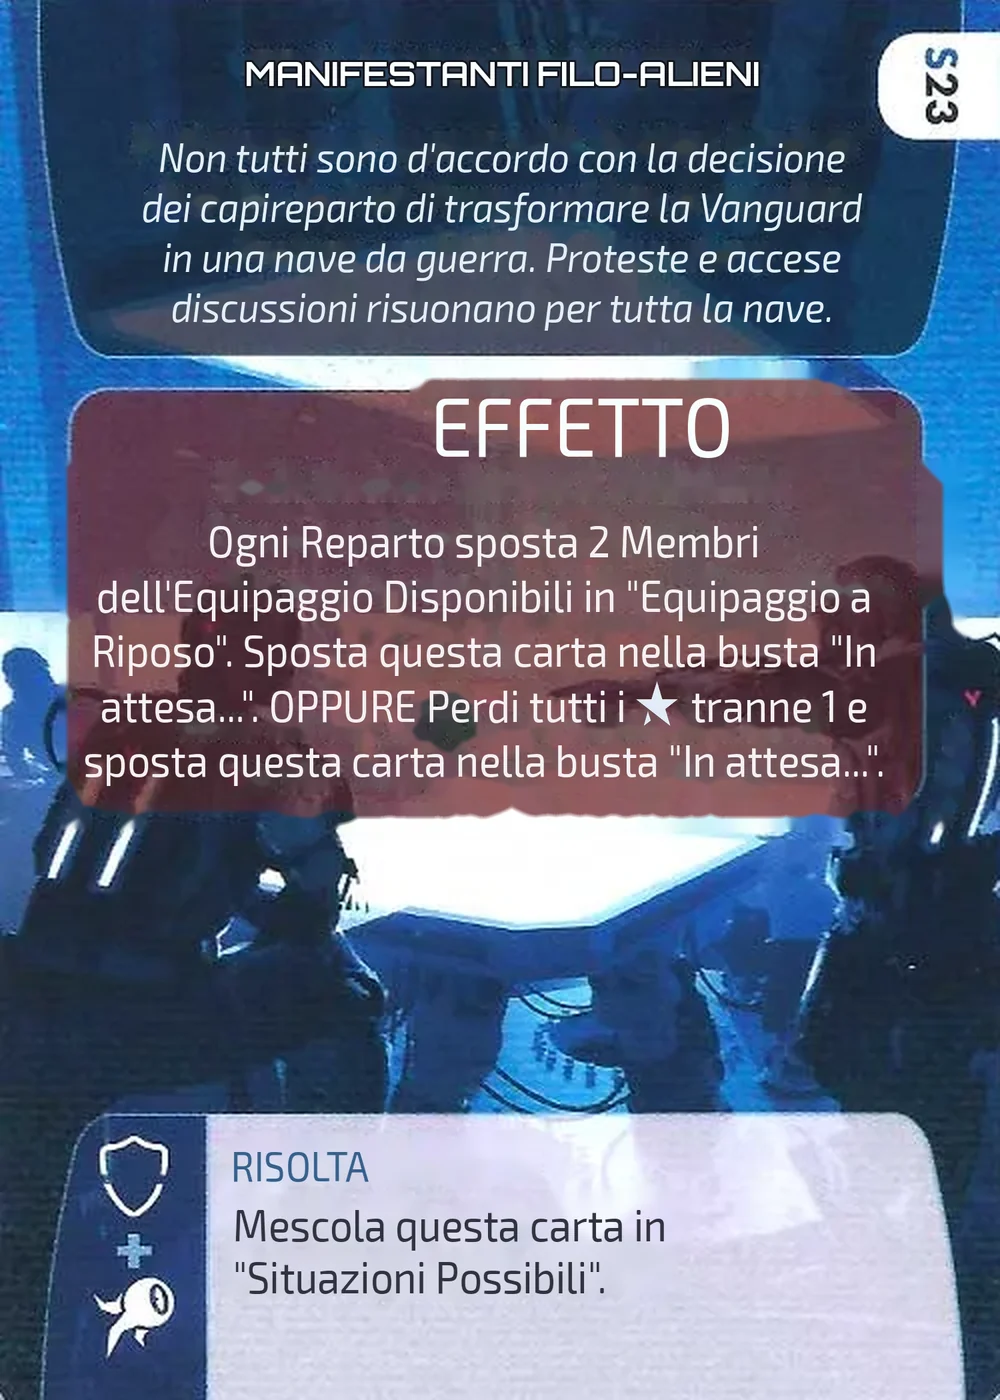 MANIFESTANTI FILO-ALIENI
S23
Non tutti sono d'accordo con la decisione
dei capireparto di trasformare la Vanguard
in una nave da guerra. Proteste e accese
discussioni risuonano per tutta la nave.
EFFETTO
Ogni Reparto sposta 2 Membri
dell'Equipaggio Disponibili in "Equipaggio a
Riposo". Sposta questa carta nella busta "In
attesa...". OPPURE Perdi tutti i ★ tranne 1 e
sposta questa carta nella busta "In attesa...".
RISOLTA
Mescola questa carta in
"Situazioni Possibili".